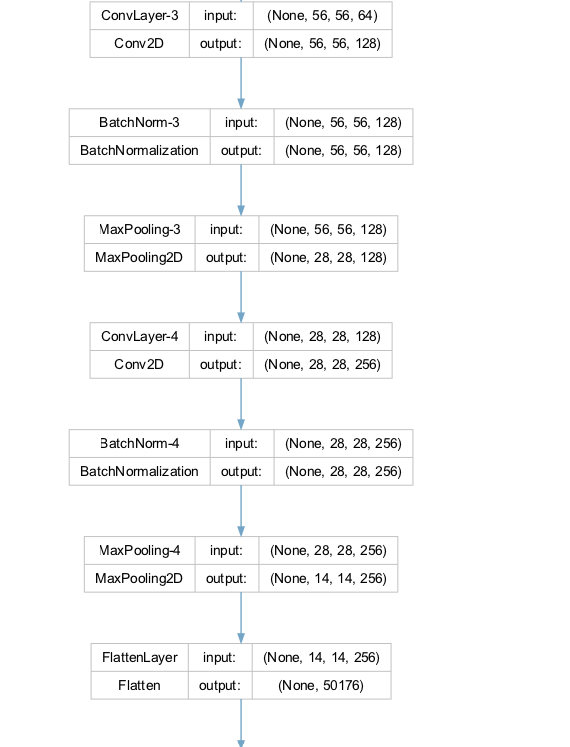 ConvLayer-3 input: (None, 56, 56, 64)
Conv2D output: (None, 56, 56, 128)
BatchNorm-3 input: (None, 56, 56, 128)
BatchNormalization output: (None, 56, 56, 128)
MaxPooling-3 input: (None, 56, 56, 128)
MaxPooling2D output: (None, 28, 28, 128)
ConvLayer-4 input: (None, 28, 28, 128)
Conv2D output: (None, 28, 28, 256)
BatchNorm-4 input: (None, 28, 28, 256)
BatchNormalization output: (None, 28, 28, 256)
MaxPooling-4 input: (None, 28, 28, 256)
MaxPooling2D output: (None, 14, 14, 256)
FlattenLayer input: (None, 14, 14, 256)
Flatten output: (None, 50176)